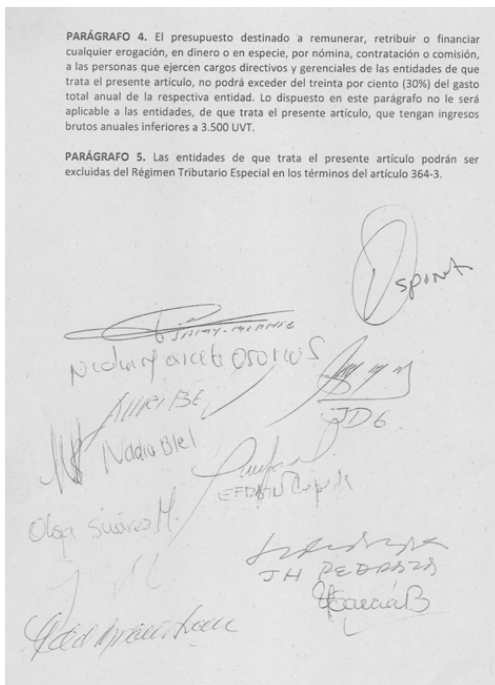 PARÁGRAFO 4. El presupuesto destinado a remunerar, retribuir o financiar
cualquier erogación, en dinero o en especie, por nómina, contratación o comisión,
a las personas que ejercen cargos directivos y gerenciales de las entidades de que
trata el presente artículo, no podrá exceder del treinta por ciento (30%) del gasto
total anual de la respectiva entidad. Lo dispuesto en este parágrafo no le será
aplicable a las entidades, de que trata el presente artículo, que tengan ingresos
brutos anuales inferiores a 3.500 UVT.
PARÁGRAFO 5. Las entidades de que trata el presente artículo podrán ser
excluidas del Régimen Tributario Especial en los términos del artículo 364-3.
OSPINA
AURIBE
JDG.
Nadia Blel
EFRAIN Cepeda
Olga Suárez M.
JH PEDRAZA
García B